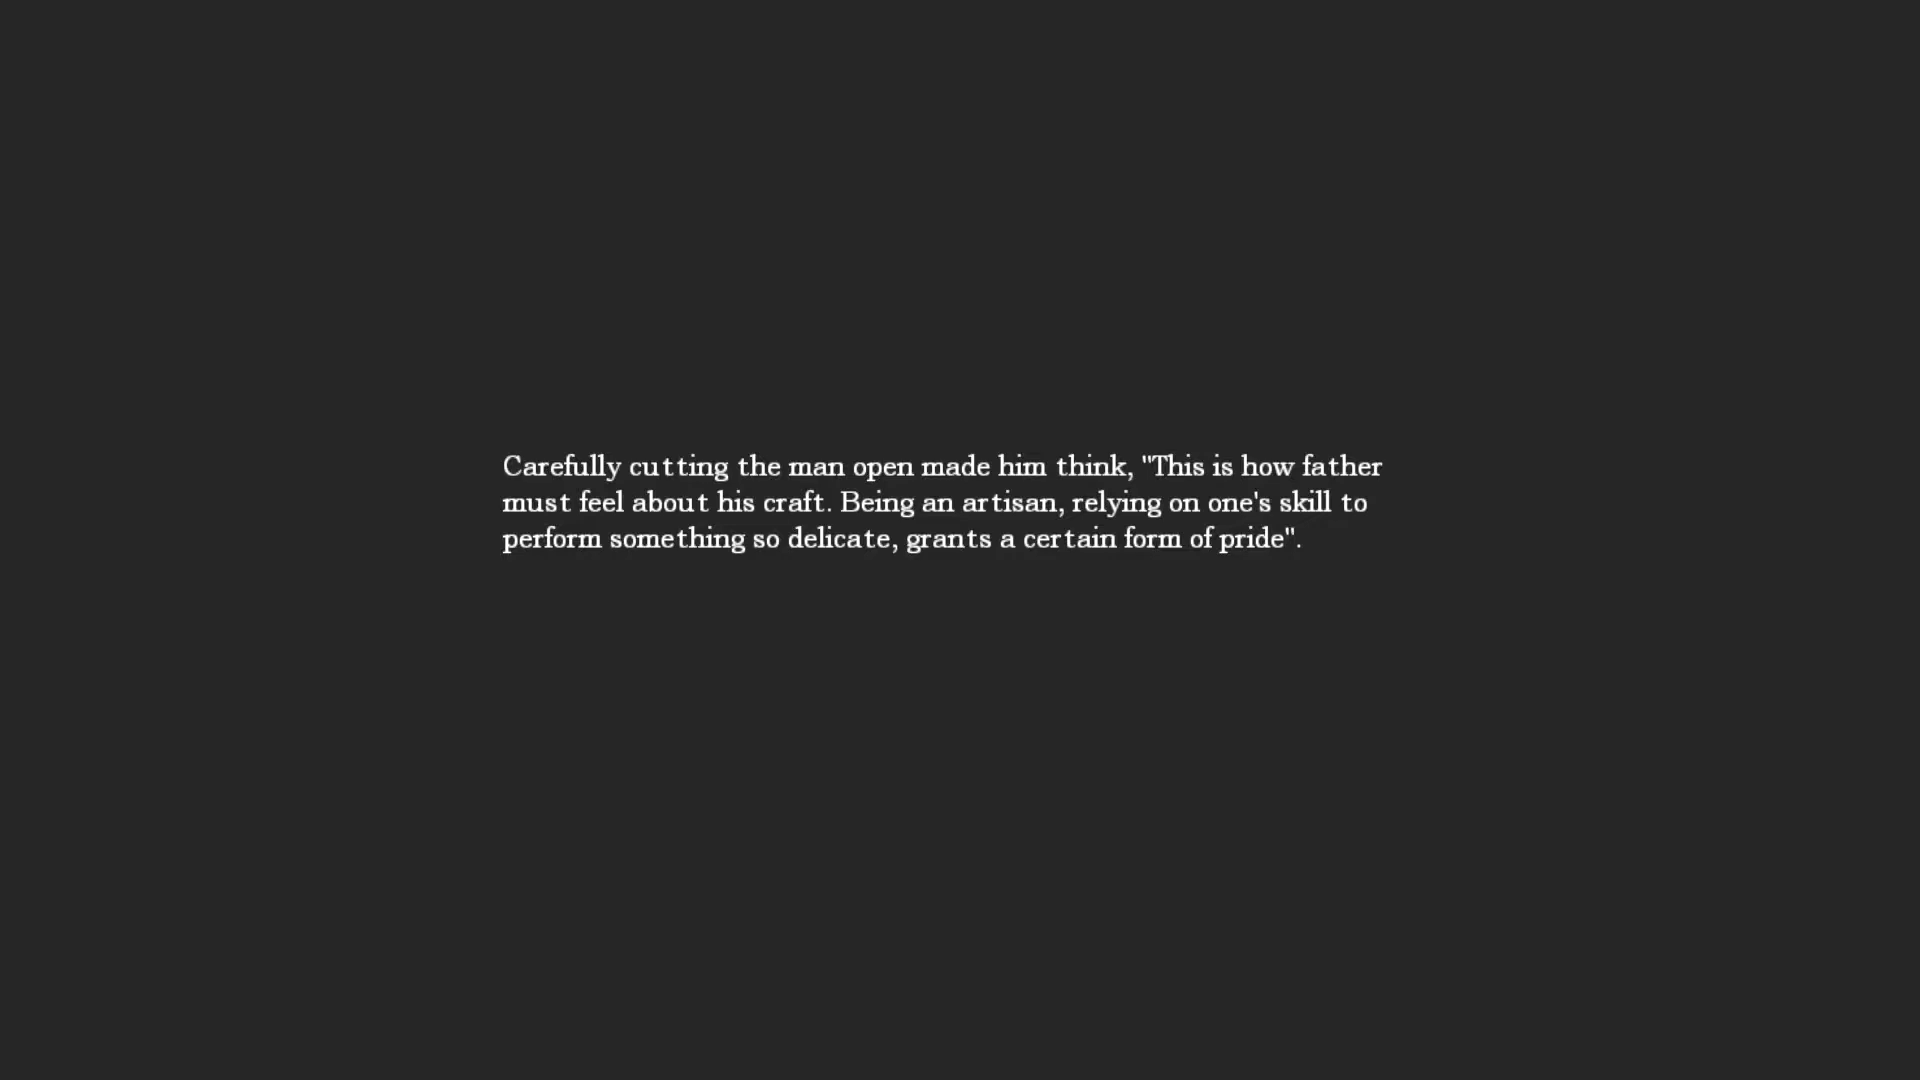 Carefully cutting the man open made him think, "This is how father
must feel about his craft. Being an artisan, relying on one's skill to
perform something so delicate, grants a certain form of pride".